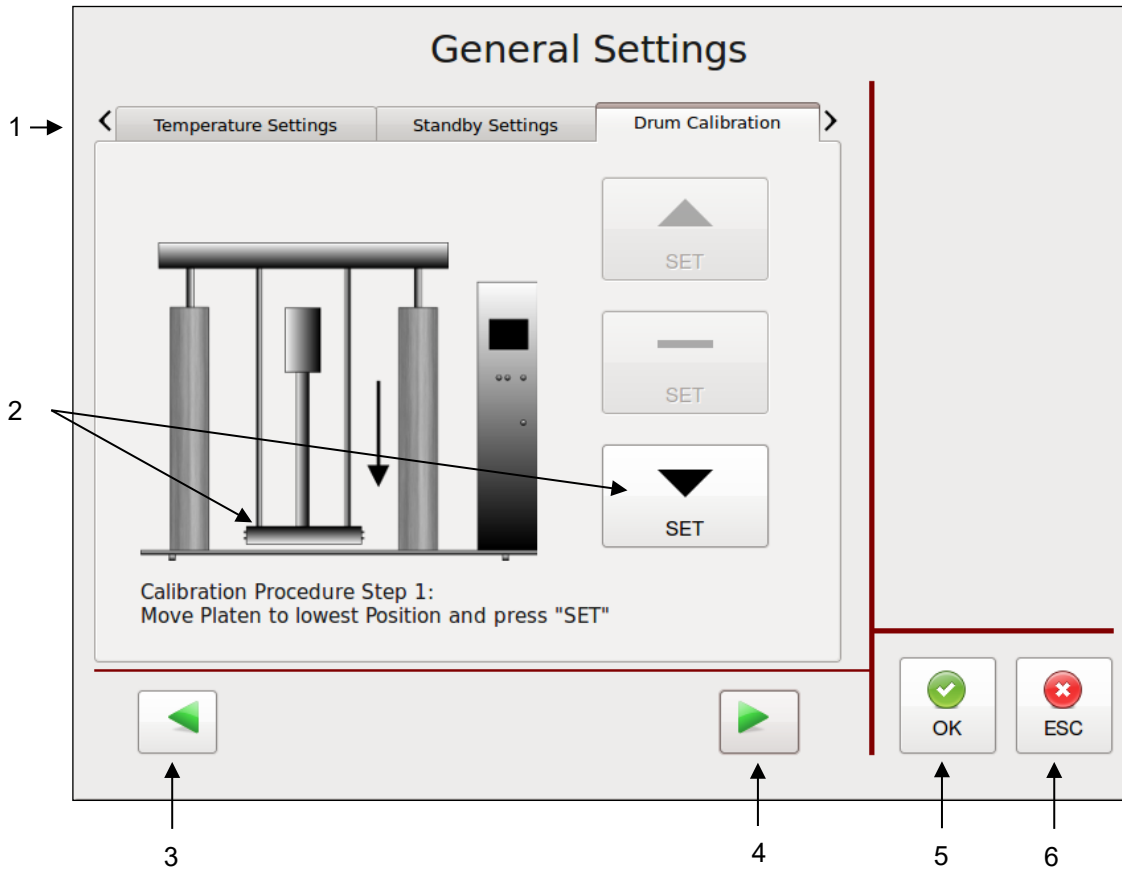 General Settings
1
Temperature Settings
Standby Settings
Drum Calibration
SET
SET
2
SET
Calibration Procedure Step 1:
Move Platen to lowest Position and press "SET"
OK
ESC
3
4
5
6